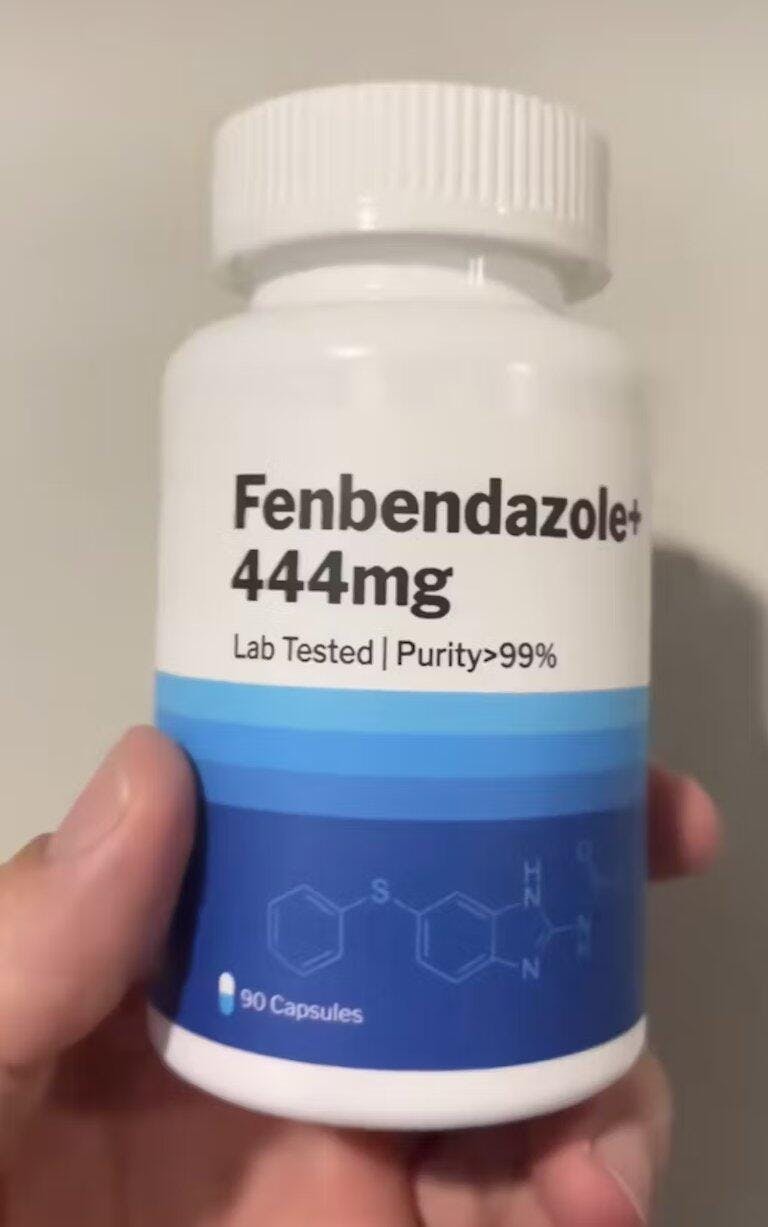 Fenbendazole+
444mg
Lab Tested | Purity>99%
S
H
N
N
N
H
O
90 Capsules